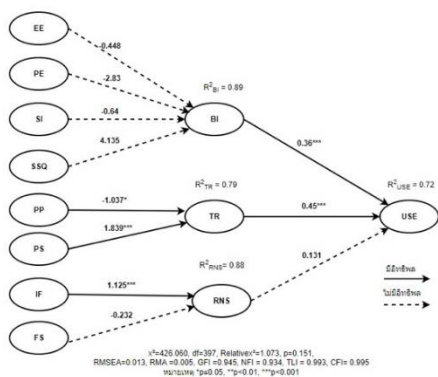 EE
-0.448
PE
-2.83
R²BI = 0.89
SI
-0.64
BI
SSQ
4.135
0.36***
R²TR = 0.79
R²USE = 0.72
PP
-1.037*
TR
0.45***
USE
PS
1.839***
R²RNS = 0.88
0.131
IF
1.125***
RNS
มีอิทธิพล
FS
-0.232
ไม่มีอิทธิพล
x²=426.060, df=397, Relativex²=1.073, p=0.151,
RMSEA=0.013, RMA =0.005, GFI =0.945, NFI = 0.934, TLI = 0.993, CFI= 0.995
หมายเหตุ *p≤0.05, **p<0.01, ***p<0.001